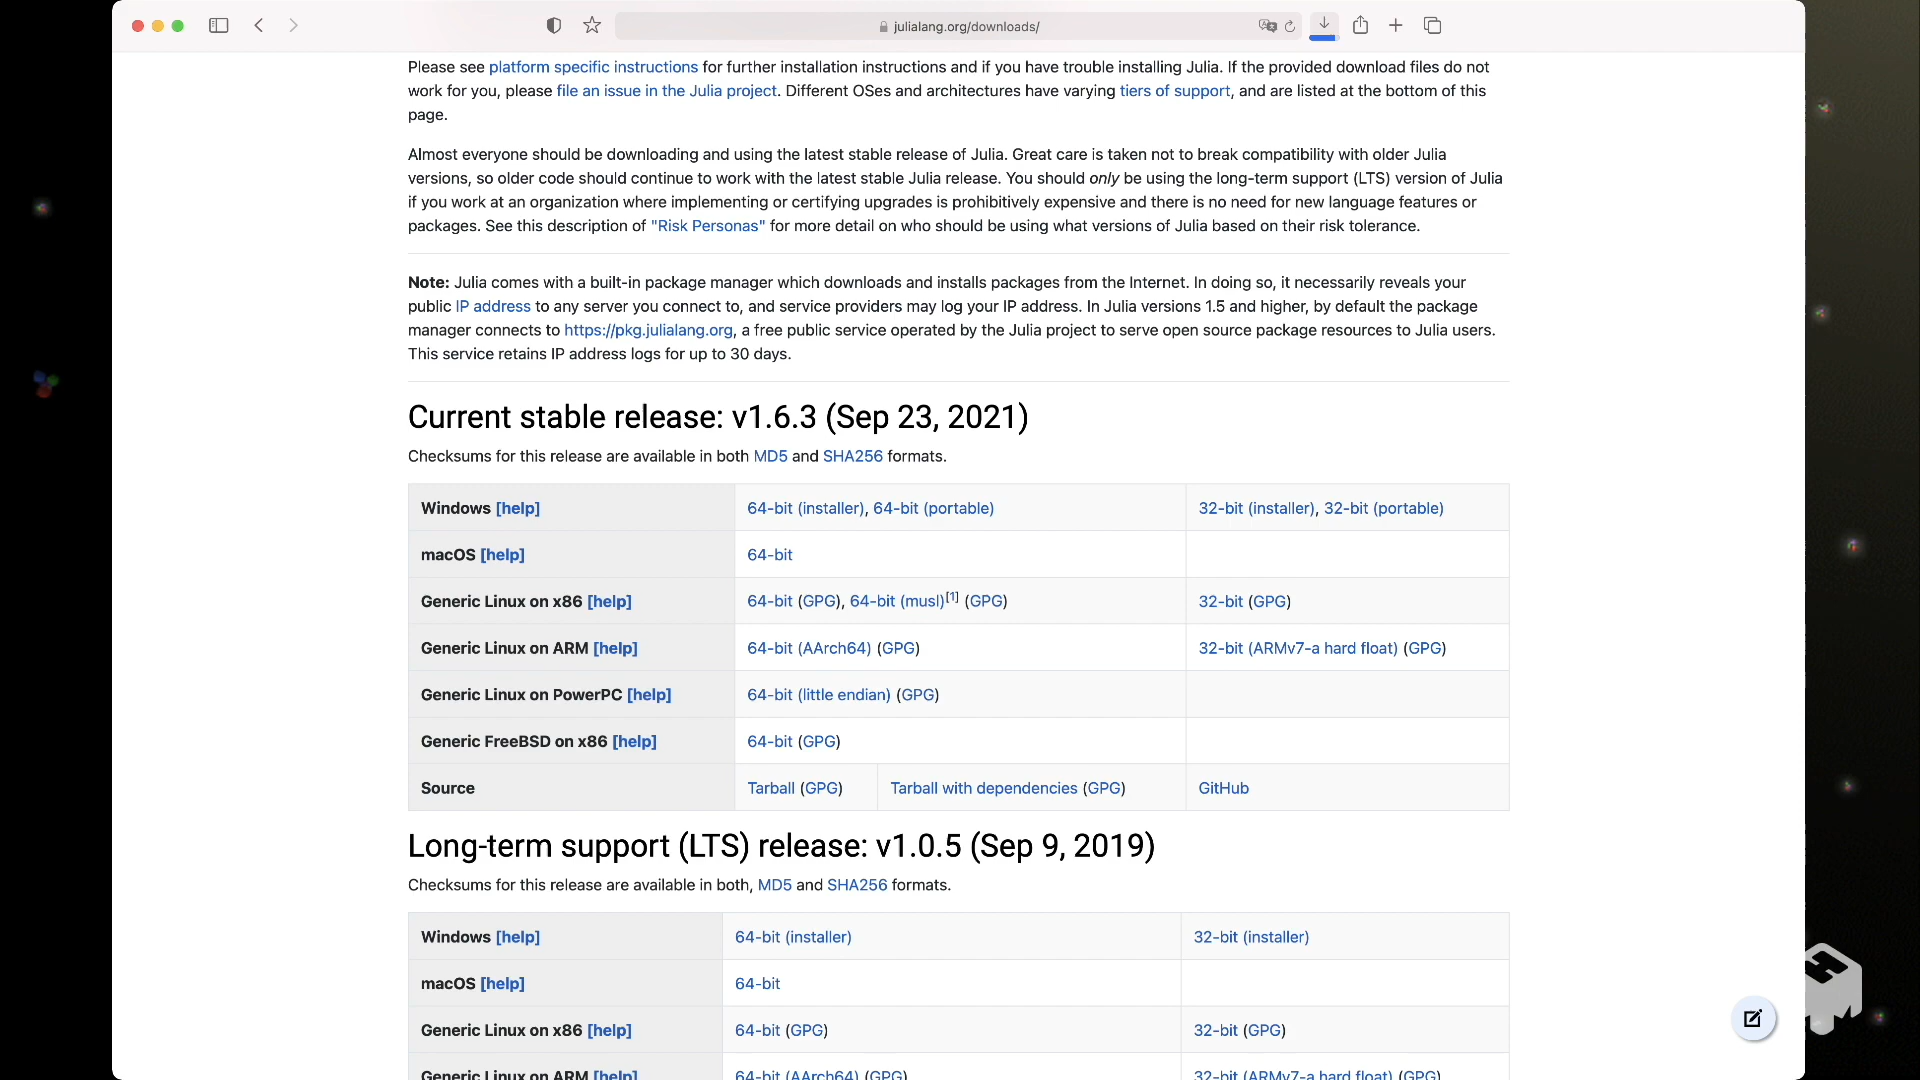 julialang.org/downloads/
Please see platform specific instructions for further installation instructions and if you have trouble installing Julia. If the provided download files do not
work for you, please file an issue in the Julia project. Different OSes and architectures have varying tiers of support, and are listed at the bottom of this
page.
Almost everyone should be downloading and using the latest stable release of Julia. Great care is taken not to break compatibility with older Julia
versions, so older code should continue to work with the latest stable Julia release. You should only be using the long-term support (LTS) version of Julia
if you work at an organization where implementing or certifying upgrades is prohibitively expensive and there is no need for new language features or
packages. See this description of "Risk Personas" for more detail on who should be using what versions of Julia based on their risk tolerance.
Note: Julia comes with a built-in package manager which downloads and installs packages from the Internet. In doing so, it necessarily reveals your
public IP address to any server you connect to, and service providers may log your IP address. In Julia versions 1.5 and higher, by default the package
manager connects to https://pkg.julialang.org, a free public service operated by the Julia project to serve open source package resources to Julia users.
This service retains IP address logs for up to 30 days.
Current stable release: v1.6.3 (Sep 23, 2021)
Checksums for this release are available in both MD5 and SHA256 formats.
Windows [help] 64-bit (installer), 64-bit (portable) 32-bit (installer), 32-bit (portable)
macOS [help] 64-bit
Generic Linux on x86 [help] 64-bit (GPG), 64-bit (musl)[1] (GPG) 32-bit (GPG)
Generic Linux on ARM [help] 64-bit (AArch64) (GPG) 32-bit (ARMv7-a hard float) (GPG)
Generic Linux on PowerPC [help] 64-bit (little endian) (GPG)
Generic FreeBSD on x86 [help] 64-bit (GPG)
Source Tarball (GPG) Tarball with dependencies (GPG) GitHub
Long-term support (LTS) release: v1.0.5 (Sep 9, 2019)
Checksums for this release are available in both, MD5 and SHA256 formats.
Windows [help] 64-bit (installer) 32-bit (installer)
macOS [help] 64-bit
Generic Linux on x86 [help] 64-bit (GPG) 32-bit (GPG)
Generic Linux on ARM [help] 64-bit (AArch64) (GPG) 32-bit (ARMv7-a hard float) (GPG)